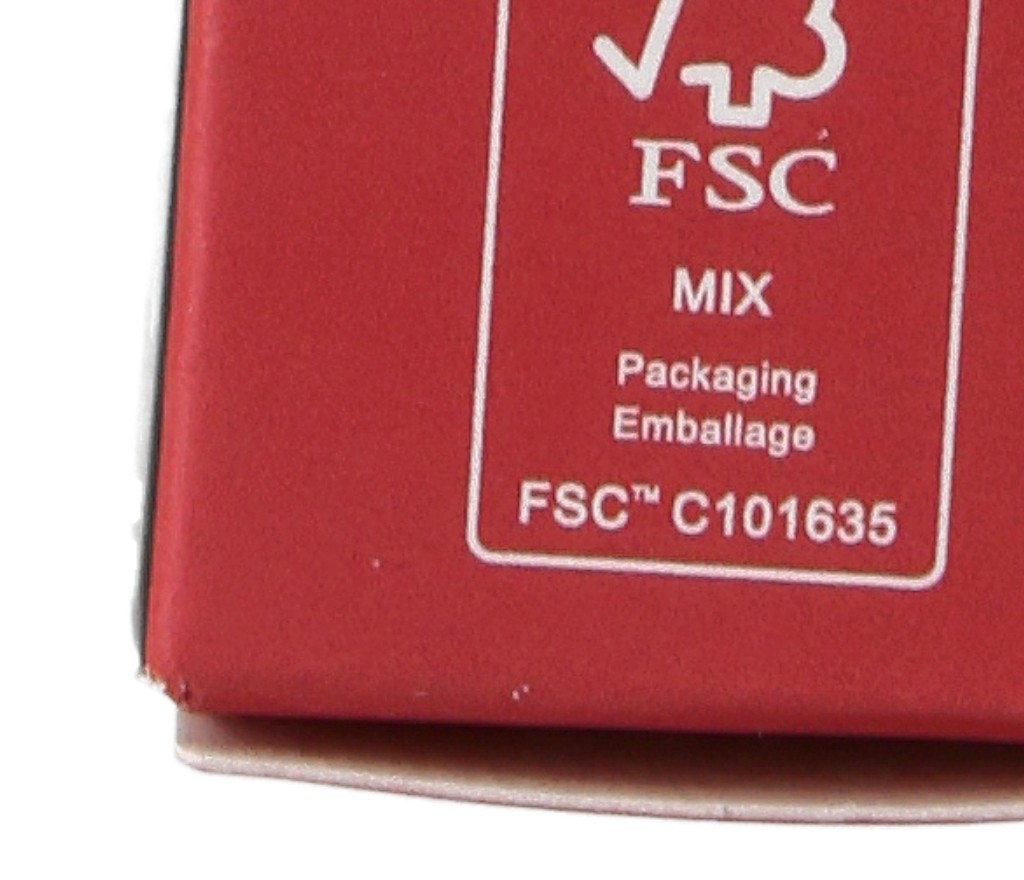 FSC
MIX
Packaging
Emballage
FSC™ C101635